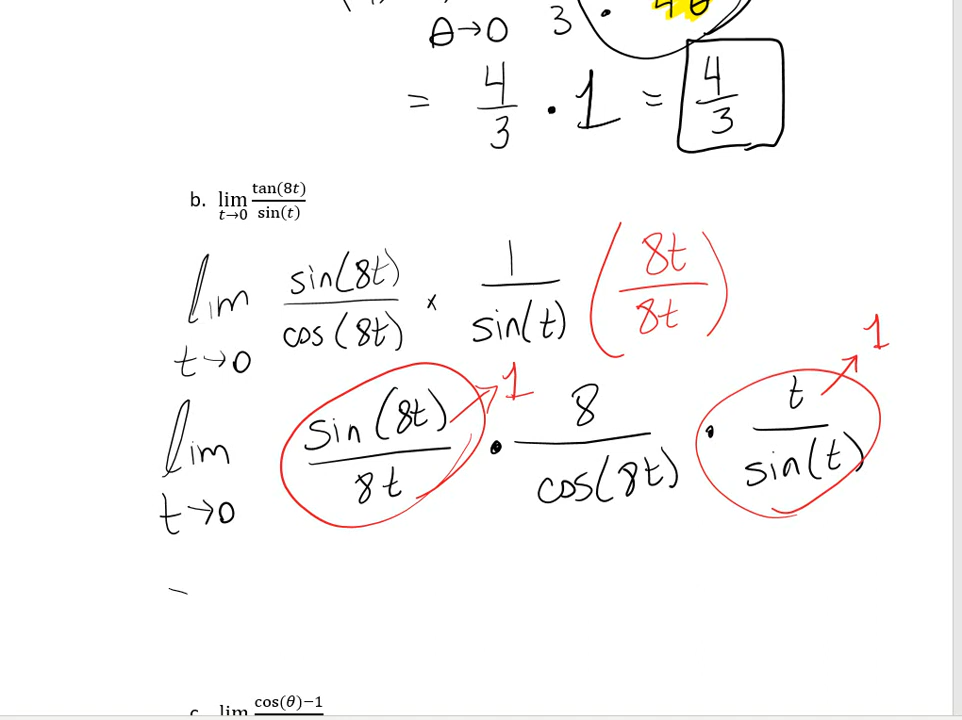 θ→0 3 · 4θ
= 4/3 · 1 = 4/3
b. lim t→0 tan(8t)/sin(t)
lim t→0 sin(8t)/cos(8t) × 1/sin(t) (8t/8t)
lim t→0 sin(8t)/8t → 1 · 8/cos(8t) · t/sin(t) → 1
c. lim cos(θ)−1